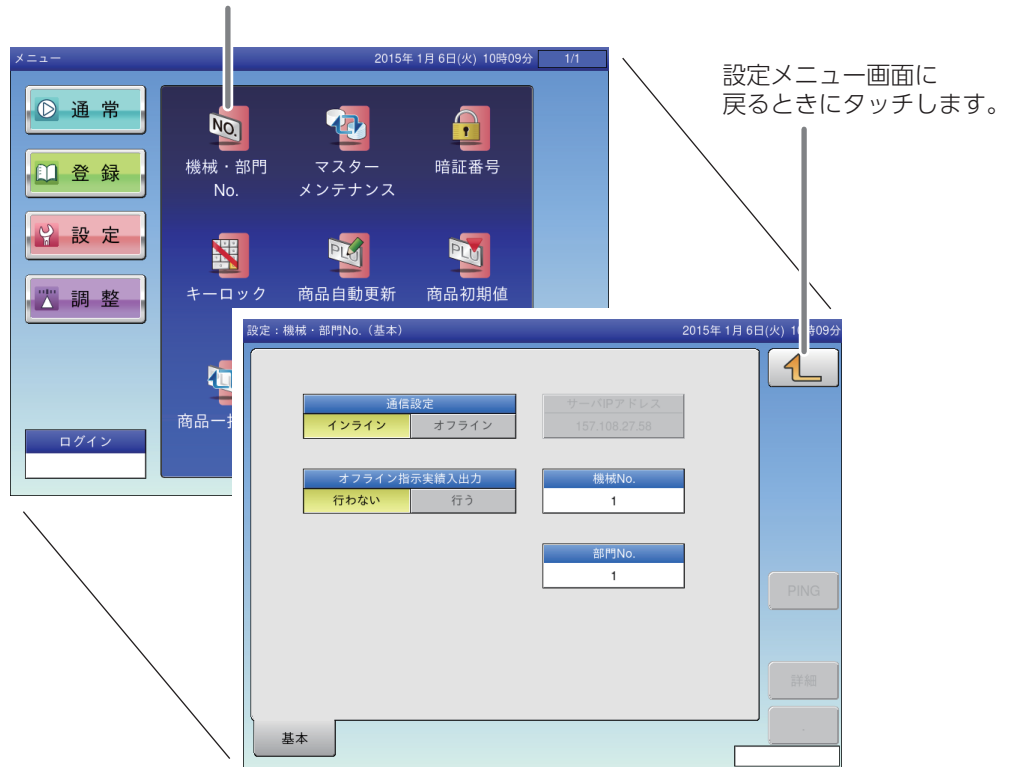 メニュー
2015年 1月 6日(火) 10時09分
1/1
設定メニュー画面に
戻るときにタッチします。
通常
登録
設定
調整
ログイン
NO.
機械・部門
No.
マスター
メンテナンス
暗証番号
キーロック
PLU
商品自動更新
PLU
商品初期値
商品一
設定：機械・部門No.（基本）
2015年 1月 6日(火) 10時09分
通信設定
インライン
オフライン
サーバIPアドレス
157.108.27.58
オフライン指示実績入出力
行わない
行う
機械No.
1
部門No.
1
PING
詳細
.
基本